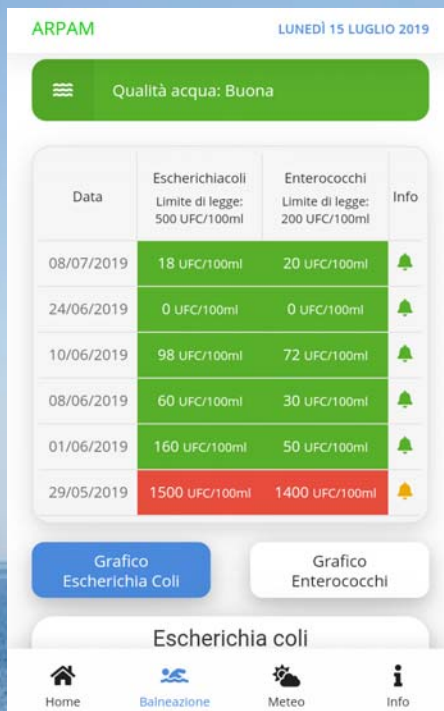 ARPAM LUNEDÌ 15 LUGLIO 2019
Qualità acqua: Buona
Data Escherichiacoli Limite di legge: 500 UFC/100ml Enterococchi Limite di legge: 200 UFC/100ml Info
08/07/2019 18 UFC/100ml 20 UFC/100ml
24/06/2019 0 UFC/100ml 0 UFC/100ml
10/06/2019 98 UFC/100ml 72 UFC/100ml
08/06/2019 60 UFC/100ml 30 UFC/100ml
01/06/2019 160 UFC/100ml 50 UFC/100ml
29/05/2019 1500 UFC/100ml 1400 UFC/100ml
Grafico
Escherichia Coli
Grafico
Enterococchi
Escherichia coli
Home Balneazione Meteo Info